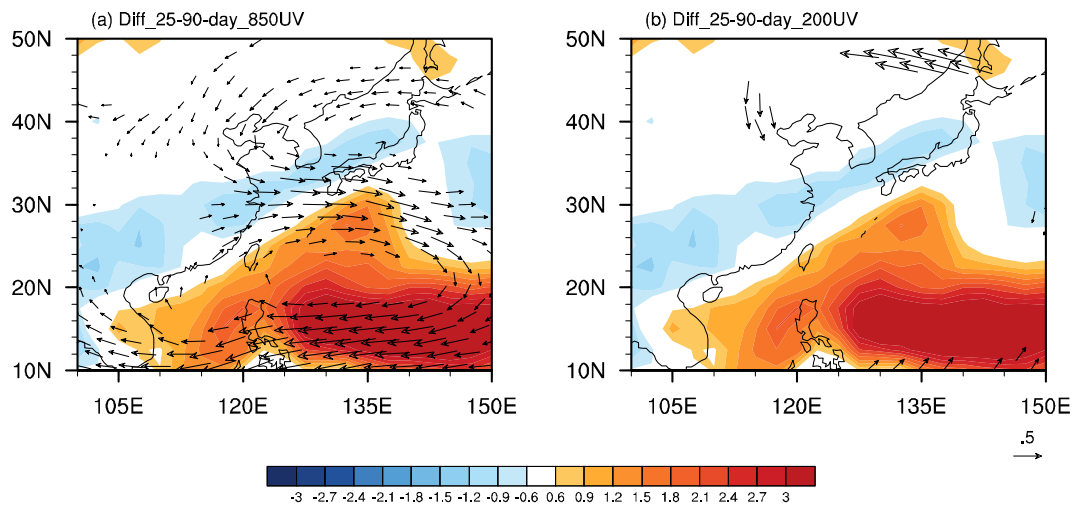 (a) Diff_25-90-day_850UV
(b) Diff_25-90-day_200UV
50N
40N
30N
20N
10N
105E 120E 135E 150E
50N
40N
30N
20N
10N
105E 120E 135E 150E
.5
-3 -2.7 -2.4 -2.1 -1.8 -1.5 -1.2 -0.9 -0.6 0.6 0.9 1.2 1.5 1.8 2.1 2.4 2.7 3